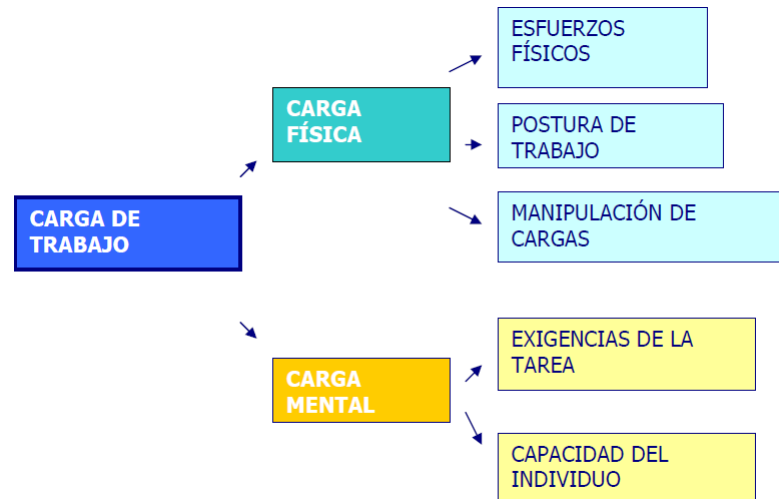 ESFUERZOS
FÍSICOS
CARGA
FÍSICA
POSTURA DE
TRABAJO
CARGA DE
TRABAJO
MANIPULACIÓN DE
CARGAS
EXIGENCIAS DE LA
TAREA
CARGA
MENTAL
CAPACIDAD DEL
INDIVIDUO